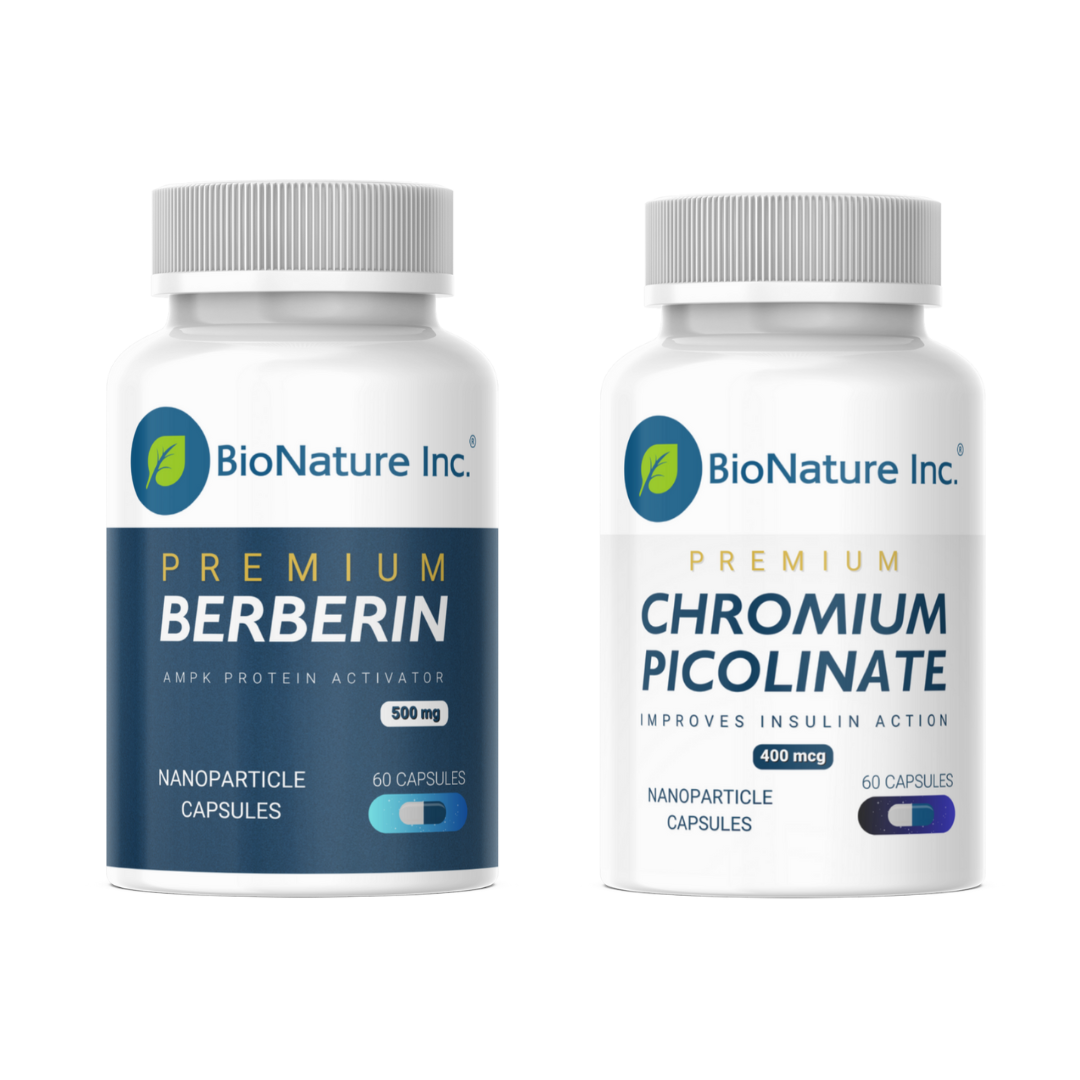 BioNature Inc.®
PREMIUM
BERBERIN
AMPK PROTEIN ACTIVATOR
500 mg
NANOPARTICLE
CAPSULES
60 CAPSULES
BioNature Inc.®
PREMIUM
CHROMIUM
PICOLINATE
IMPROVES INSULIN ACTION
400 mcg
NANOPARTICLE
CAPSULES
60 CAPSULES